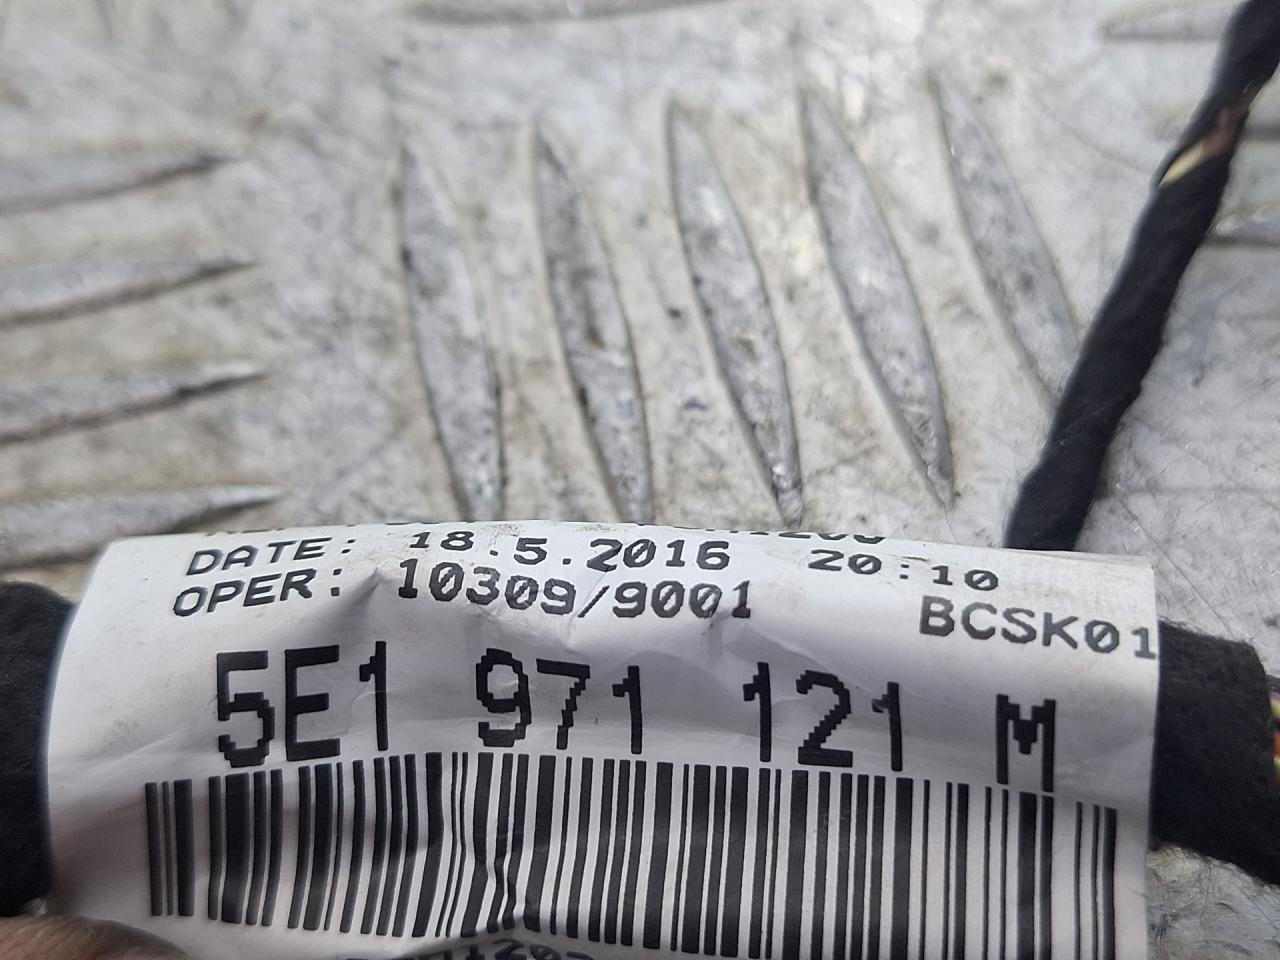 DATE: 18.5.2016 20:10
OPER: 10309/9001 BCSK01
5E1 971 121 M